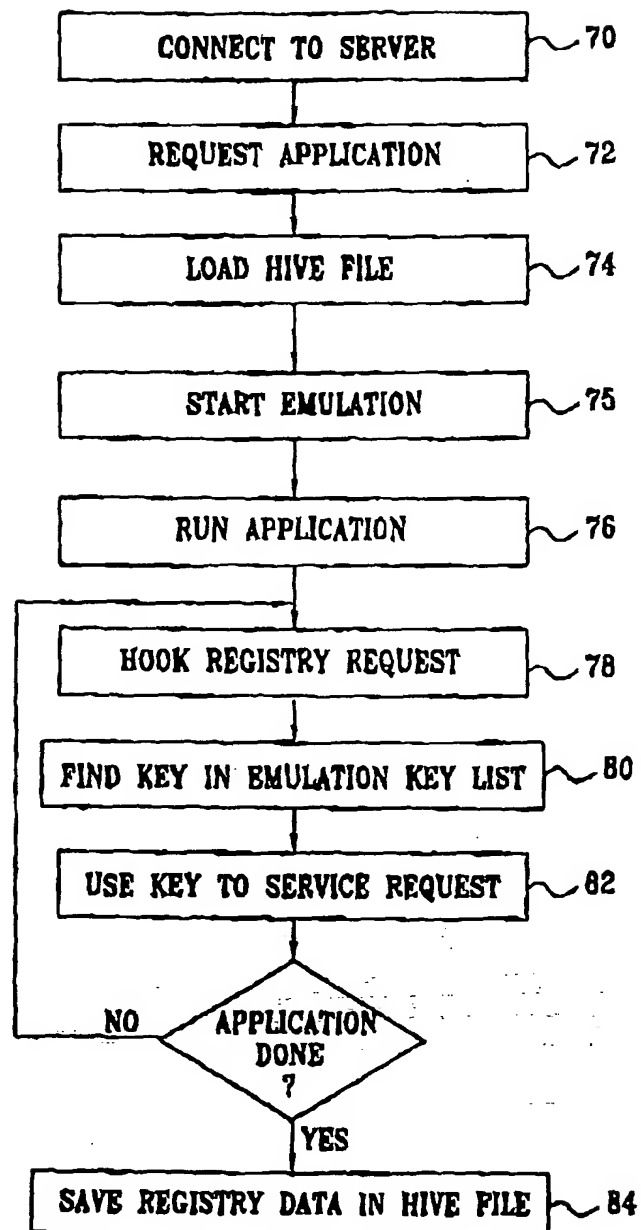 CONNECT TO SERVER 70
REQUEST APPLICATION 72
LOAD HIVE FILE 74
START EMULATION 75
RUN APPLICATION 76
HOOK REGISTRY REQUEST 78
FIND KEY IN EMULATION KEY LIST 80
USE KEY TO SERVICE REQUEST 82
NO
APPLICATION
DONE
?
YES
SAVE REGISTRY DATA IN HIVE FILE 84